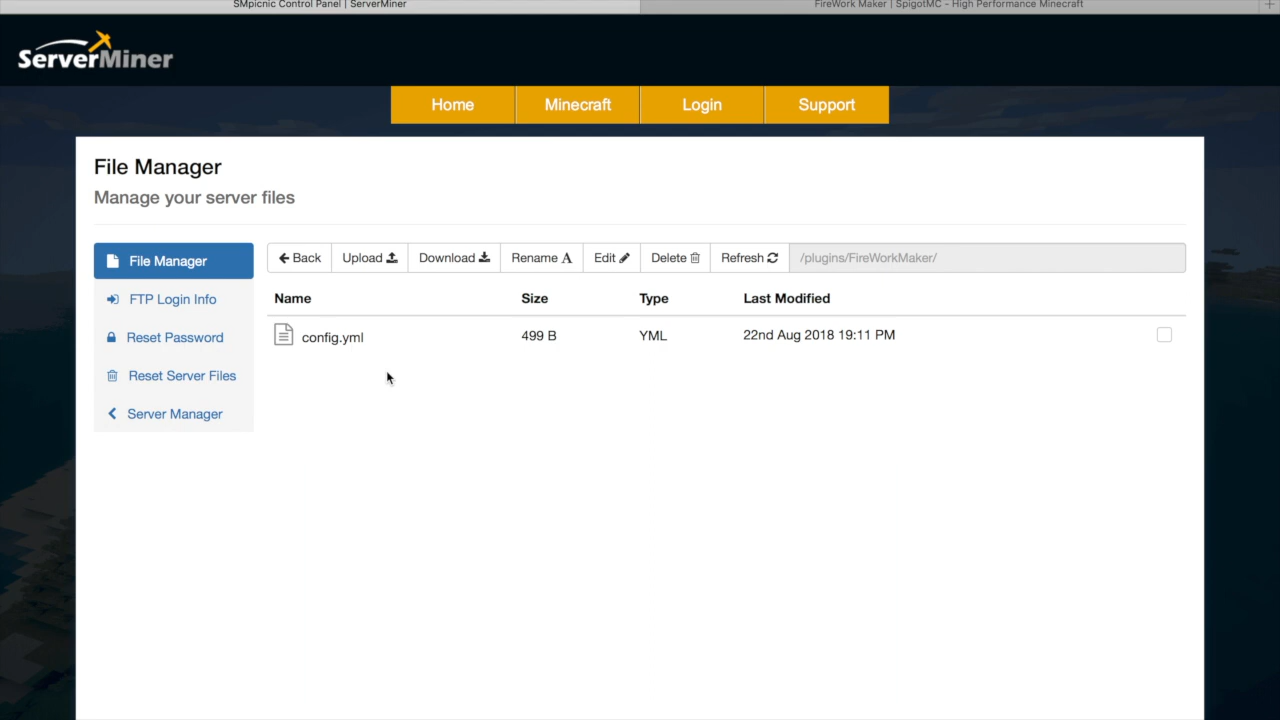 SMpicnic Control Panel | ServerMiner
FireWork Maker | SpigotMC - High Performance Minecraft
ServerMiner
Home
Minecraft
Login
Support
File Manager
Manage your server files
File Manager
FTP Login Info
Reset Password
Reset Server Files
Server Manager
Back
Upload
Download
Rename
Edit
Delete
Refresh
/plugins/FireWorkMaker/
Name
Size
Type
Last Modified
config.yml
499 B
YML
22nd Aug 2018 19:11 PM